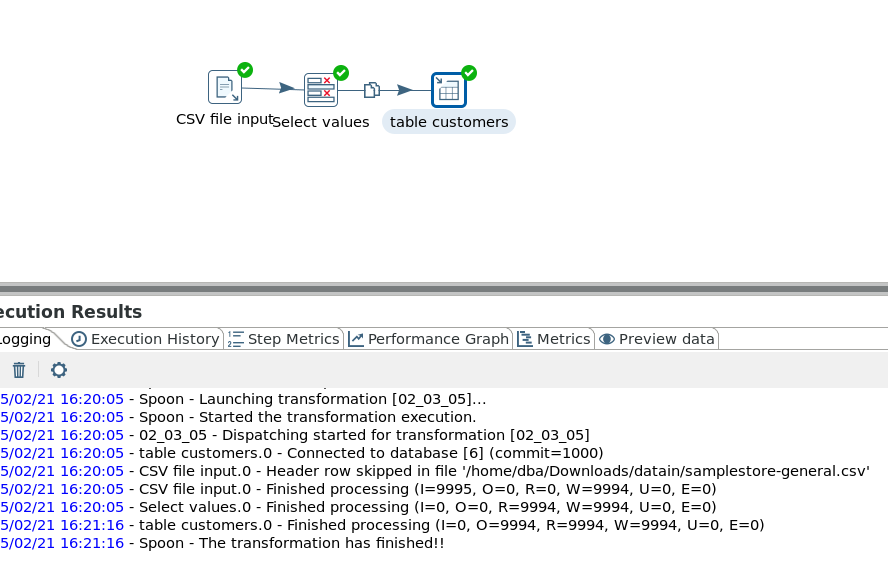 CSV file input
Select values
table customers
ecution Results
Logging
Execution History
Step Metrics
Performance Graph
Metrics
Preview data
5/02/21 16:20:05 - Spoon - Launching transformation [02_03_05]...
5/02/21 16:20:05 - Spoon - Started the transformation execution.
5/02/21 16:20:05 - 02_03_05 - Dispatching started for transformation [02_03_05]
5/02/21 16:20:05 - table customers.0 - Connected to database [6] (commit=1000)
5/02/21 16:20:05 - CSV file input.0 - Header row skipped in file '/home/dba/Downloads/datain/samplestore-general.csv'
5/02/21 16:20:05 - CSV file input.0 - Finished processing (I=9995, O=0, R=0, W=9994, U=0, E=0)
5/02/21 16:20:05 - Select values.0 - Finished processing (I=0, O=0, R=9994, W=9994, U=0, E=0)
5/02/21 16:21:16 - table customers.0 - Finished processing (I=0, O=9994, R=9994, W=9994, U=0, E=0)
5/02/21 16:21:16 - Spoon - The transformation has finished!!